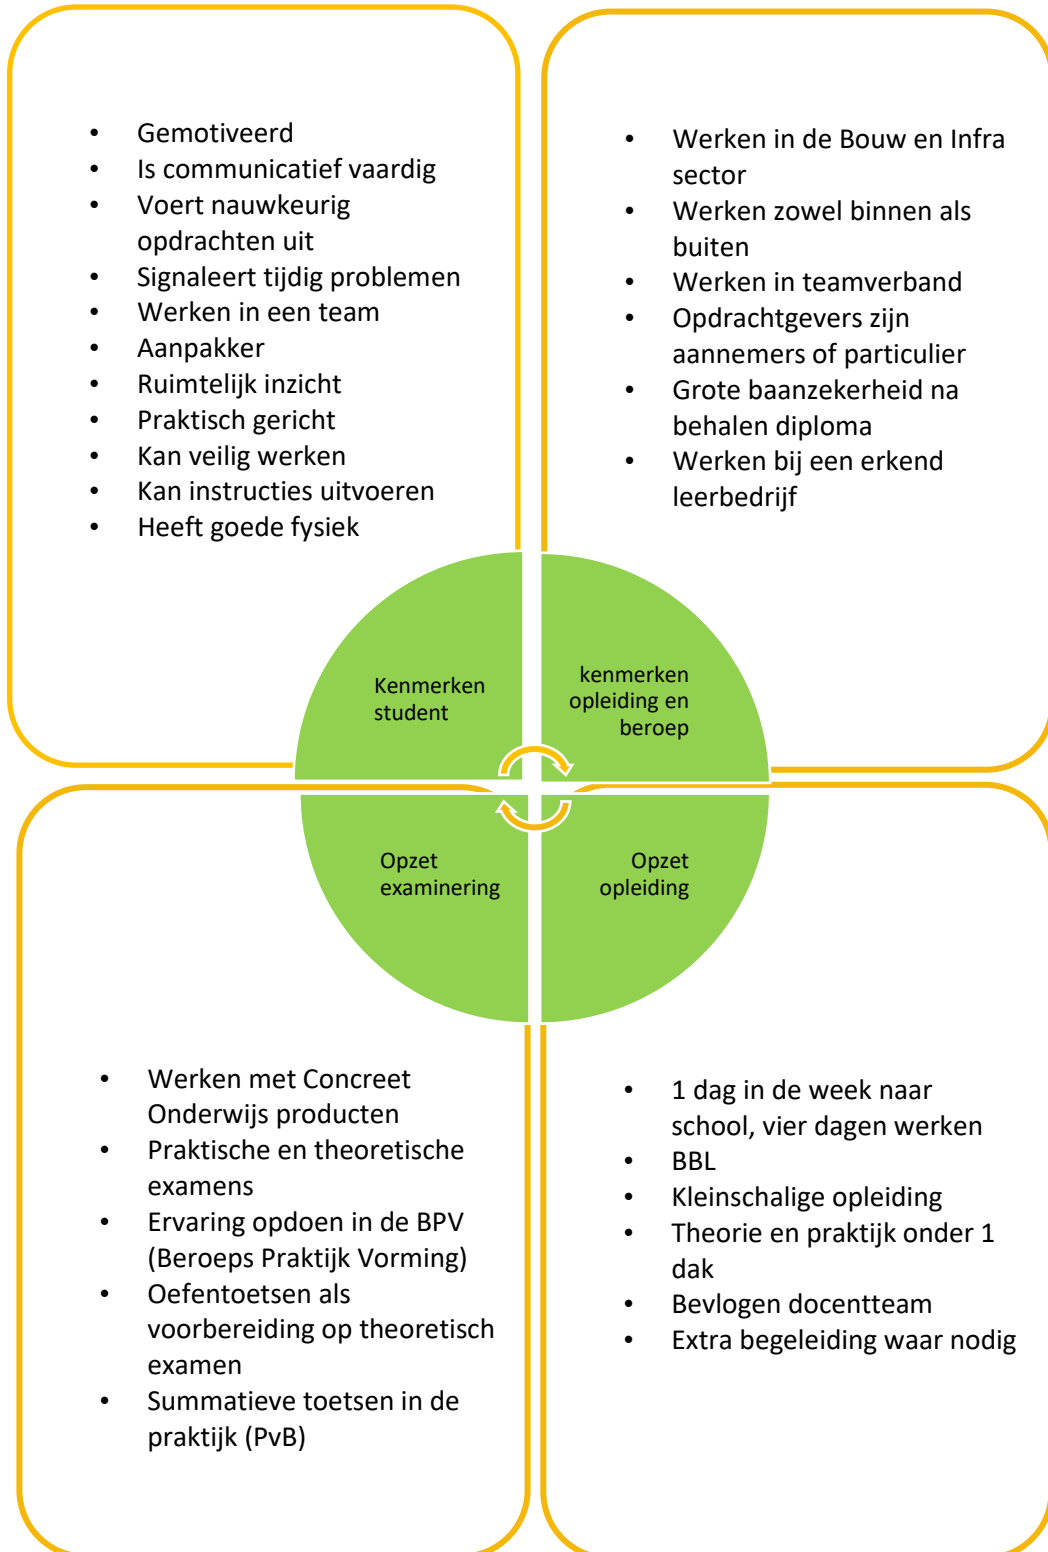 • Gemotiveerd
• Is communicatief vaardig
• Voert nauwkeurig
opdrachten uit
• Signaleert tijdig problemen
• Werken in een team
• Aanpakker
• Ruimtelijk inzicht
• Praktisch gericht
• Kan veilig werken
• Kan instructies uitvoeren
• Heeft goede fysiek
• Werken in de Bouw en Infra
sector
• Werken zowel binnen als
buiten
• Werken in teamverband
• Opdrachtgevers zijn
aannemers of particulier
• Grote baanzekerheid na
behalen diploma
• Werken bij een erkend
leerbedrijf
Kenmerken
student
kenmerken
opleiding en
beroep
Opzet
examinering
Opzet
opleiding
• Werken met Concreet
Onderwijs producten
• Praktische en theoretische
examens
• Ervaring opdoen in de BPV
(Beroeps Praktijk Vorming)
• Oefentoetsen als
voorbereiding op theoretisch
examen
• Summatieve toetsen in de
praktijk (PvB)
• 1 dag in de week naar
school, vier dagen werken
• BBL
• Kleinschalige opleiding
• Theorie en praktijk onder 1
dak
• Bevlogen docentteam
• Extra begeleiding waar nodig